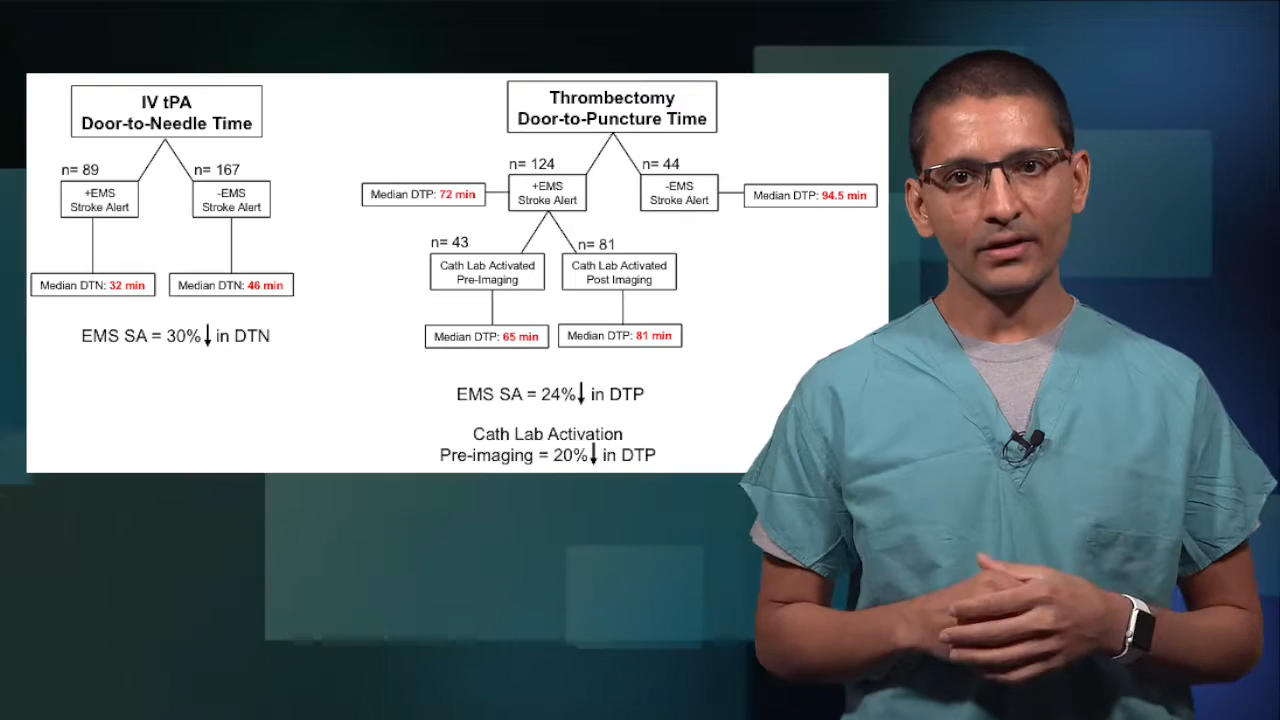 IV tPA
Door-to-Needle Time
n= 89
n= 167
+EMS
Stroke Alert
-EMS
Stroke Alert
Median DTN: 32 min
Median DTN: 46 min
EMS SA = 30%↓ in DTN
Thrombectomy
Door-to-Puncture Time
n= 124
n= 44
Median DTP: 72 min
+EMS
Stroke Alert
-EMS
Stroke Alert
Median DTP: 94.5 min
n= 43
n= 81
Cath Lab Activated
Pre-Imaging
Cath Lab Activated
Post Imaging
Median DTP: 65 min
Median DTP: 81 min
EMS SA = 24%↓ in DTP
Cath Lab Activation
Pre-imaging = 20%↓ in DTP